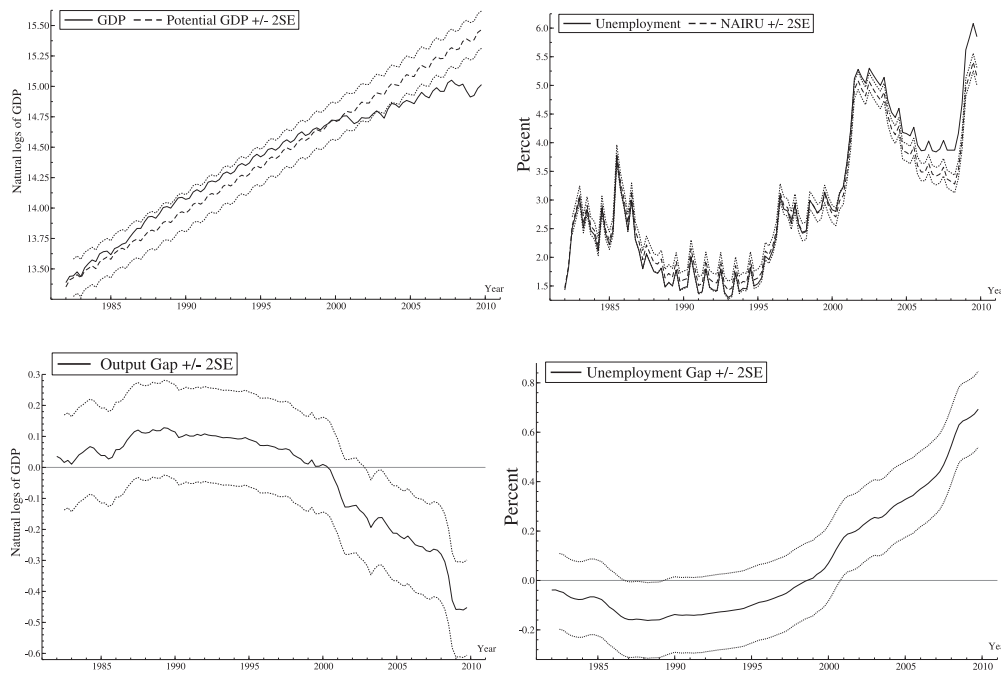 GDP Potential GDP +/- 2SE
Natural logs of GDP
15.50
15.25
15.00
14.75
14.50
14.25
14.00
13.75
13.50
1985 1990 1995 2000 2005 2010
Year
Unemployment NAIRU +/- 2SE
Percent
6.0
5.5
5.0
4.5
4.0
3.5
3.0
2.5
2.0
1.5
1985 1990 1995 2000 2005 2010
Year
Output Gap +/- 2SE
Natural logs of GDP
0.3
0.2
0.1
0.0
-0.1
-0.2
-0.3
-0.4
-0.5
-0.6
1985 1990 1995 2000 2005 2010
Year
Unemployment Gap +/- 2SE
Percent
0.8
0.6
0.4
0.2
0.0
-0.2
1985 1990 1995 2000 2005 2010
Year